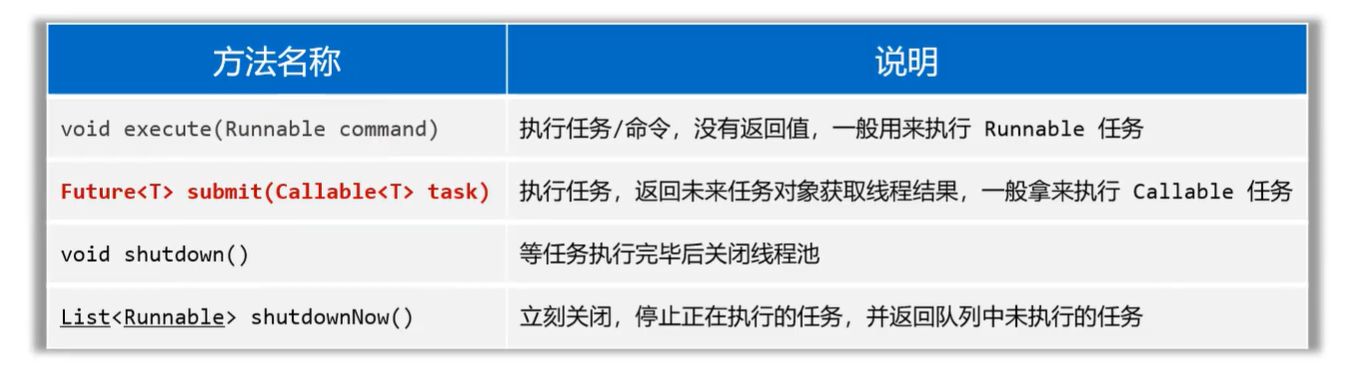 方法名称 说明
void execute(Runnable command) 执行任务/命令，没有返回值，一般用来执行 Runnable 任务
Future<T> submit(Callable<T> task) 执行任务，返回未来任务对象获取线程结果，一般拿来执行 Callable 任务
void shutdown() 等任务执行完毕后关闭线程池
List<Runnable> shutdownNow() 立刻关闭，停止正在执行的任务，并返回队列中未执行的任务